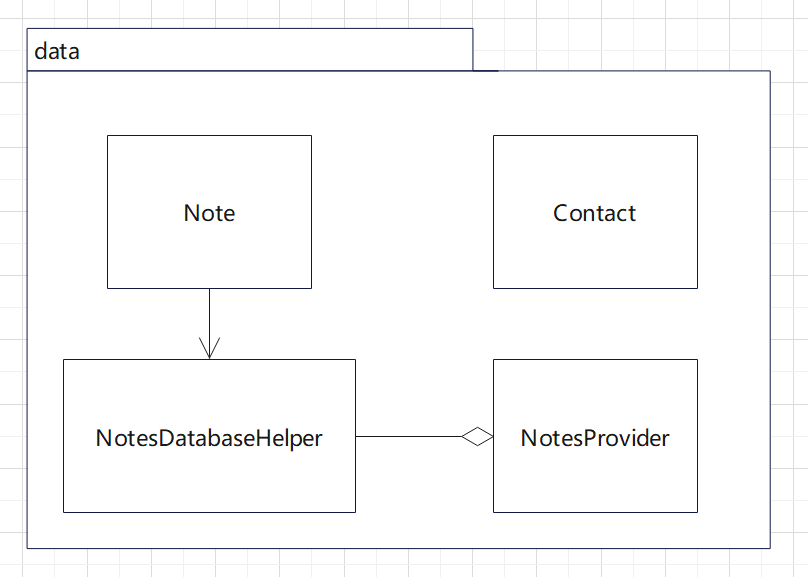 data
Note
Contact
NotesDatabaseHelper
NotesProvider